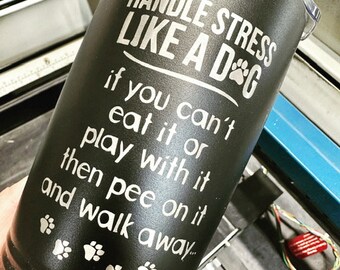 HANDLE STRESS
LIKE A DOG
if you can't
eat it or
play with it
then pee on it
and walk away...